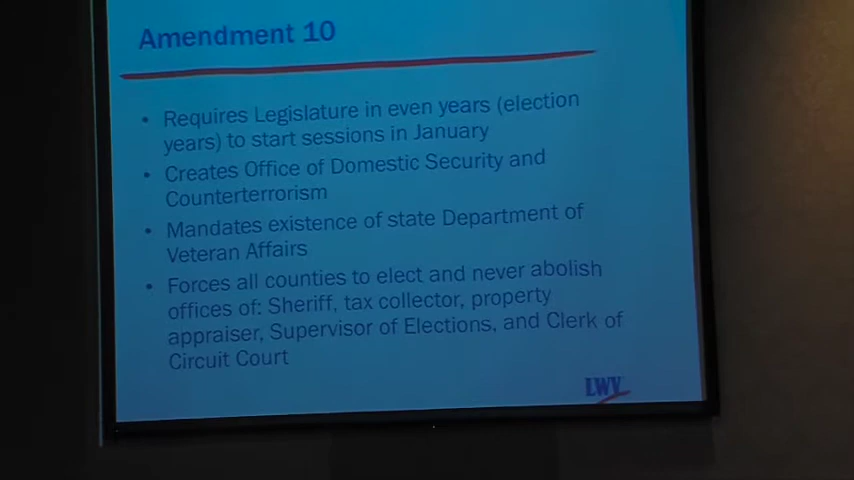 Amendment 10
• Requires Legislature in even years (election
years) to start sessions in January
• Creates Office of Domestic Security and
Counterterrorism
• Mandates existence of state Department of
Veteran Affairs
• Forces all counties to elect and never abolish
offices of: Sheriff, tax collector, property
appraiser, Supervisor of Elections, and Clerk of
Circuit Court
LWV